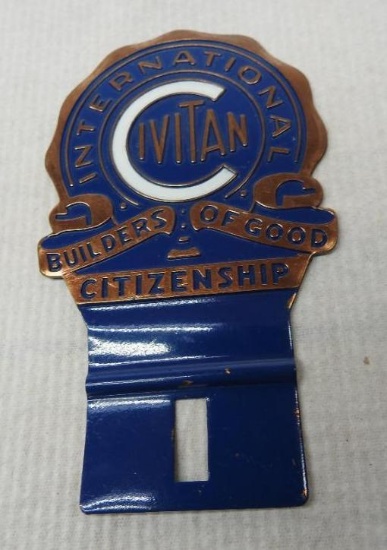 INTERNATIONAL
CIVITAN
BUILDERS OF GOOD
CITIZENSHIP